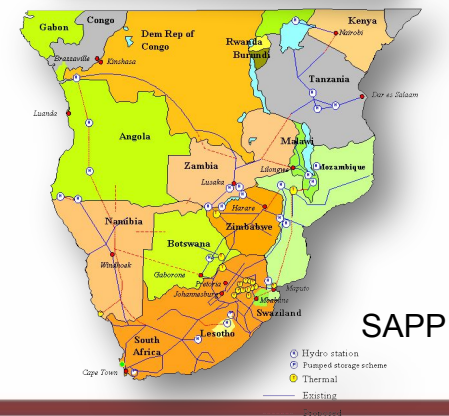 Gabon
Congo
Dem Rep of
Congo
Kenya
Nairobi
Rwanda
Burundi
Brazzaville
Kinshasa
Tanzania
Dar es Salaam
Luanda
Angola
Malawi
Zambia
Lilongwe
Mozambique
Lusaka
Harare
Namibia
Zimbabwe
Botswana
Windhoek
Gaborone
Pretoria
Johannesburg
Maputo
Mbabane
Swaziland
SAPP
Lesotho
South
Africa
Cape Town
Hydro station
Pumped storage scheme
Thermal
Existing
Proposed